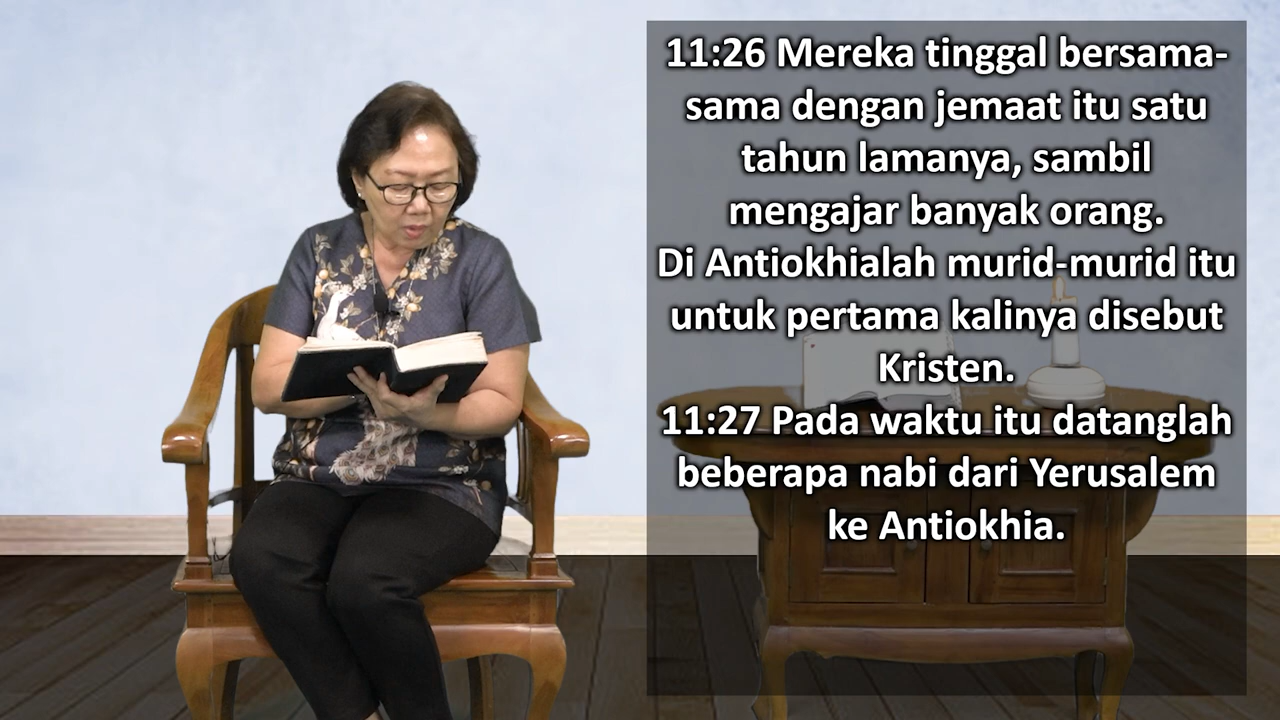 11:26 Mereka tinggal bersama-
sama dengan jemaat itu satu
tahun lamanya, sambil
mengajar banyak orang.
Di Antiokhialah murid-murid itu
untuk pertama kalinya disebut
Kristen.
11:27 Pada waktu itu datanglah
beberapa nabi dari Yerusalem
ke Antiokhia.